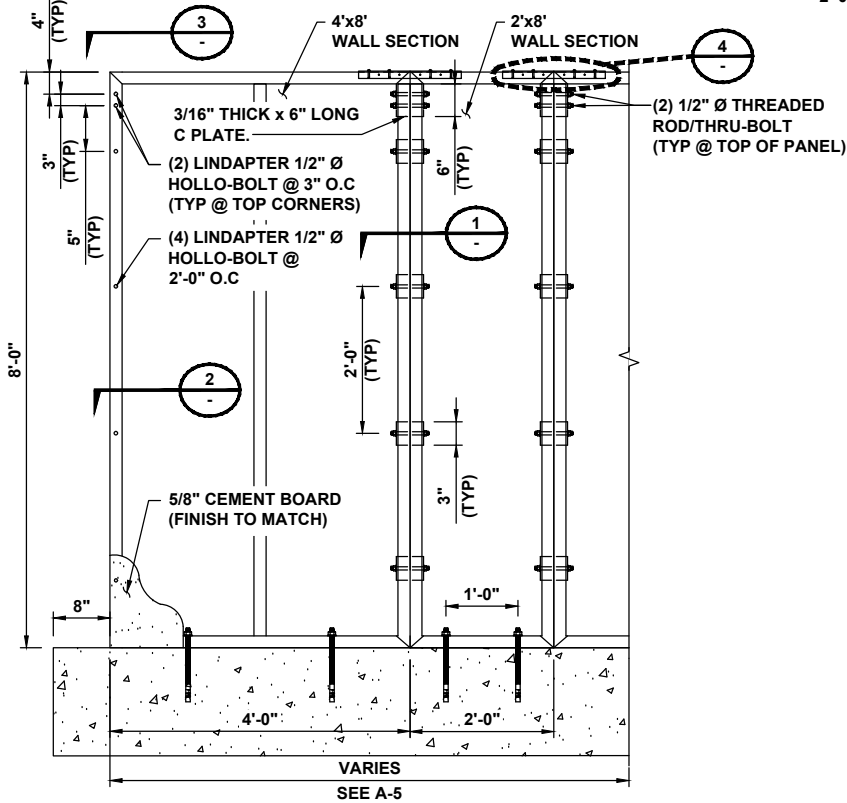 4"
(TYP)
3
-
4'x8'
WALL SECTION
2'x8'
WALL SECTION
4
-
3/16" THICK x 6" LONG
C PLATE.
(2) 1/2" Ø THREADED
ROD/THRU-BOLT
(TYP @ TOP OF PANEL)
3"
(TYP)
(2) LINDAPTER 1/2" Ø
HOLLO-BOLT @ 3" O.C
(TYP @ TOP CORNERS)
6"
(TYP)
5"
(TYP)
(4) LINDAPTER 1/2" Ø
HOLLO-BOLT @
2'-0" O.C
1
-
8'-0"
2'-0"
(TYP)
2
-
3"
(TYP)
5/8" CEMENT BOARD
(FINISH TO MATCH)
8"
1'-0"
4'-0"
2'-0"
VARIES
SEE A-5